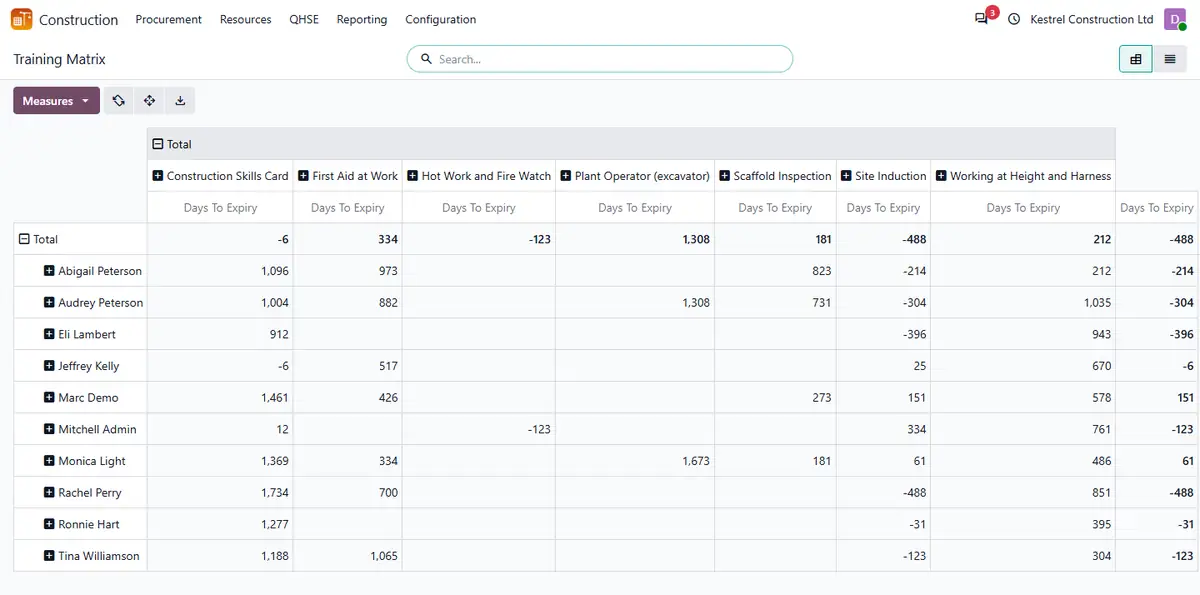 Construction Procurement Resources QHSE Reporting Configuration 3 Kestrel Construction Ltd D
Training Matrix Search...
Measures
Total
Construction Skills Card First Aid at Work Hot Work and Fire Watch Plant Operator (excavator) Scaffold Inspection Site Induction Working at Height and Harness
Days To Expiry Days To Expiry Days To Expiry Days To Expiry Days To Expiry Days To Expiry Days To Expiry Days To Expiry
Total -6 334 -123 1,308 181 -488 212 -488
Abigail Peterson 1,096 973 823 -214 212 -214
Audrey Peterson 1,004 882 1,308 731 -304 1,035 -304
Eli Lambert 912 -396 943 -396
Jeffrey Kelly -6 517 25 670 -6
Marc Demo 1,461 426 273 151 578 151
Mitchell Admin 12 -123 334 761 -123
Monica Light 1,369 334 1,673 181 61 486 61
Rachel Perry 1,734 700 -488 851 -488
Ronnie Hart 1,277 -31 395 -31
Tina Williamson 1,188 1,065 -123 304 -123